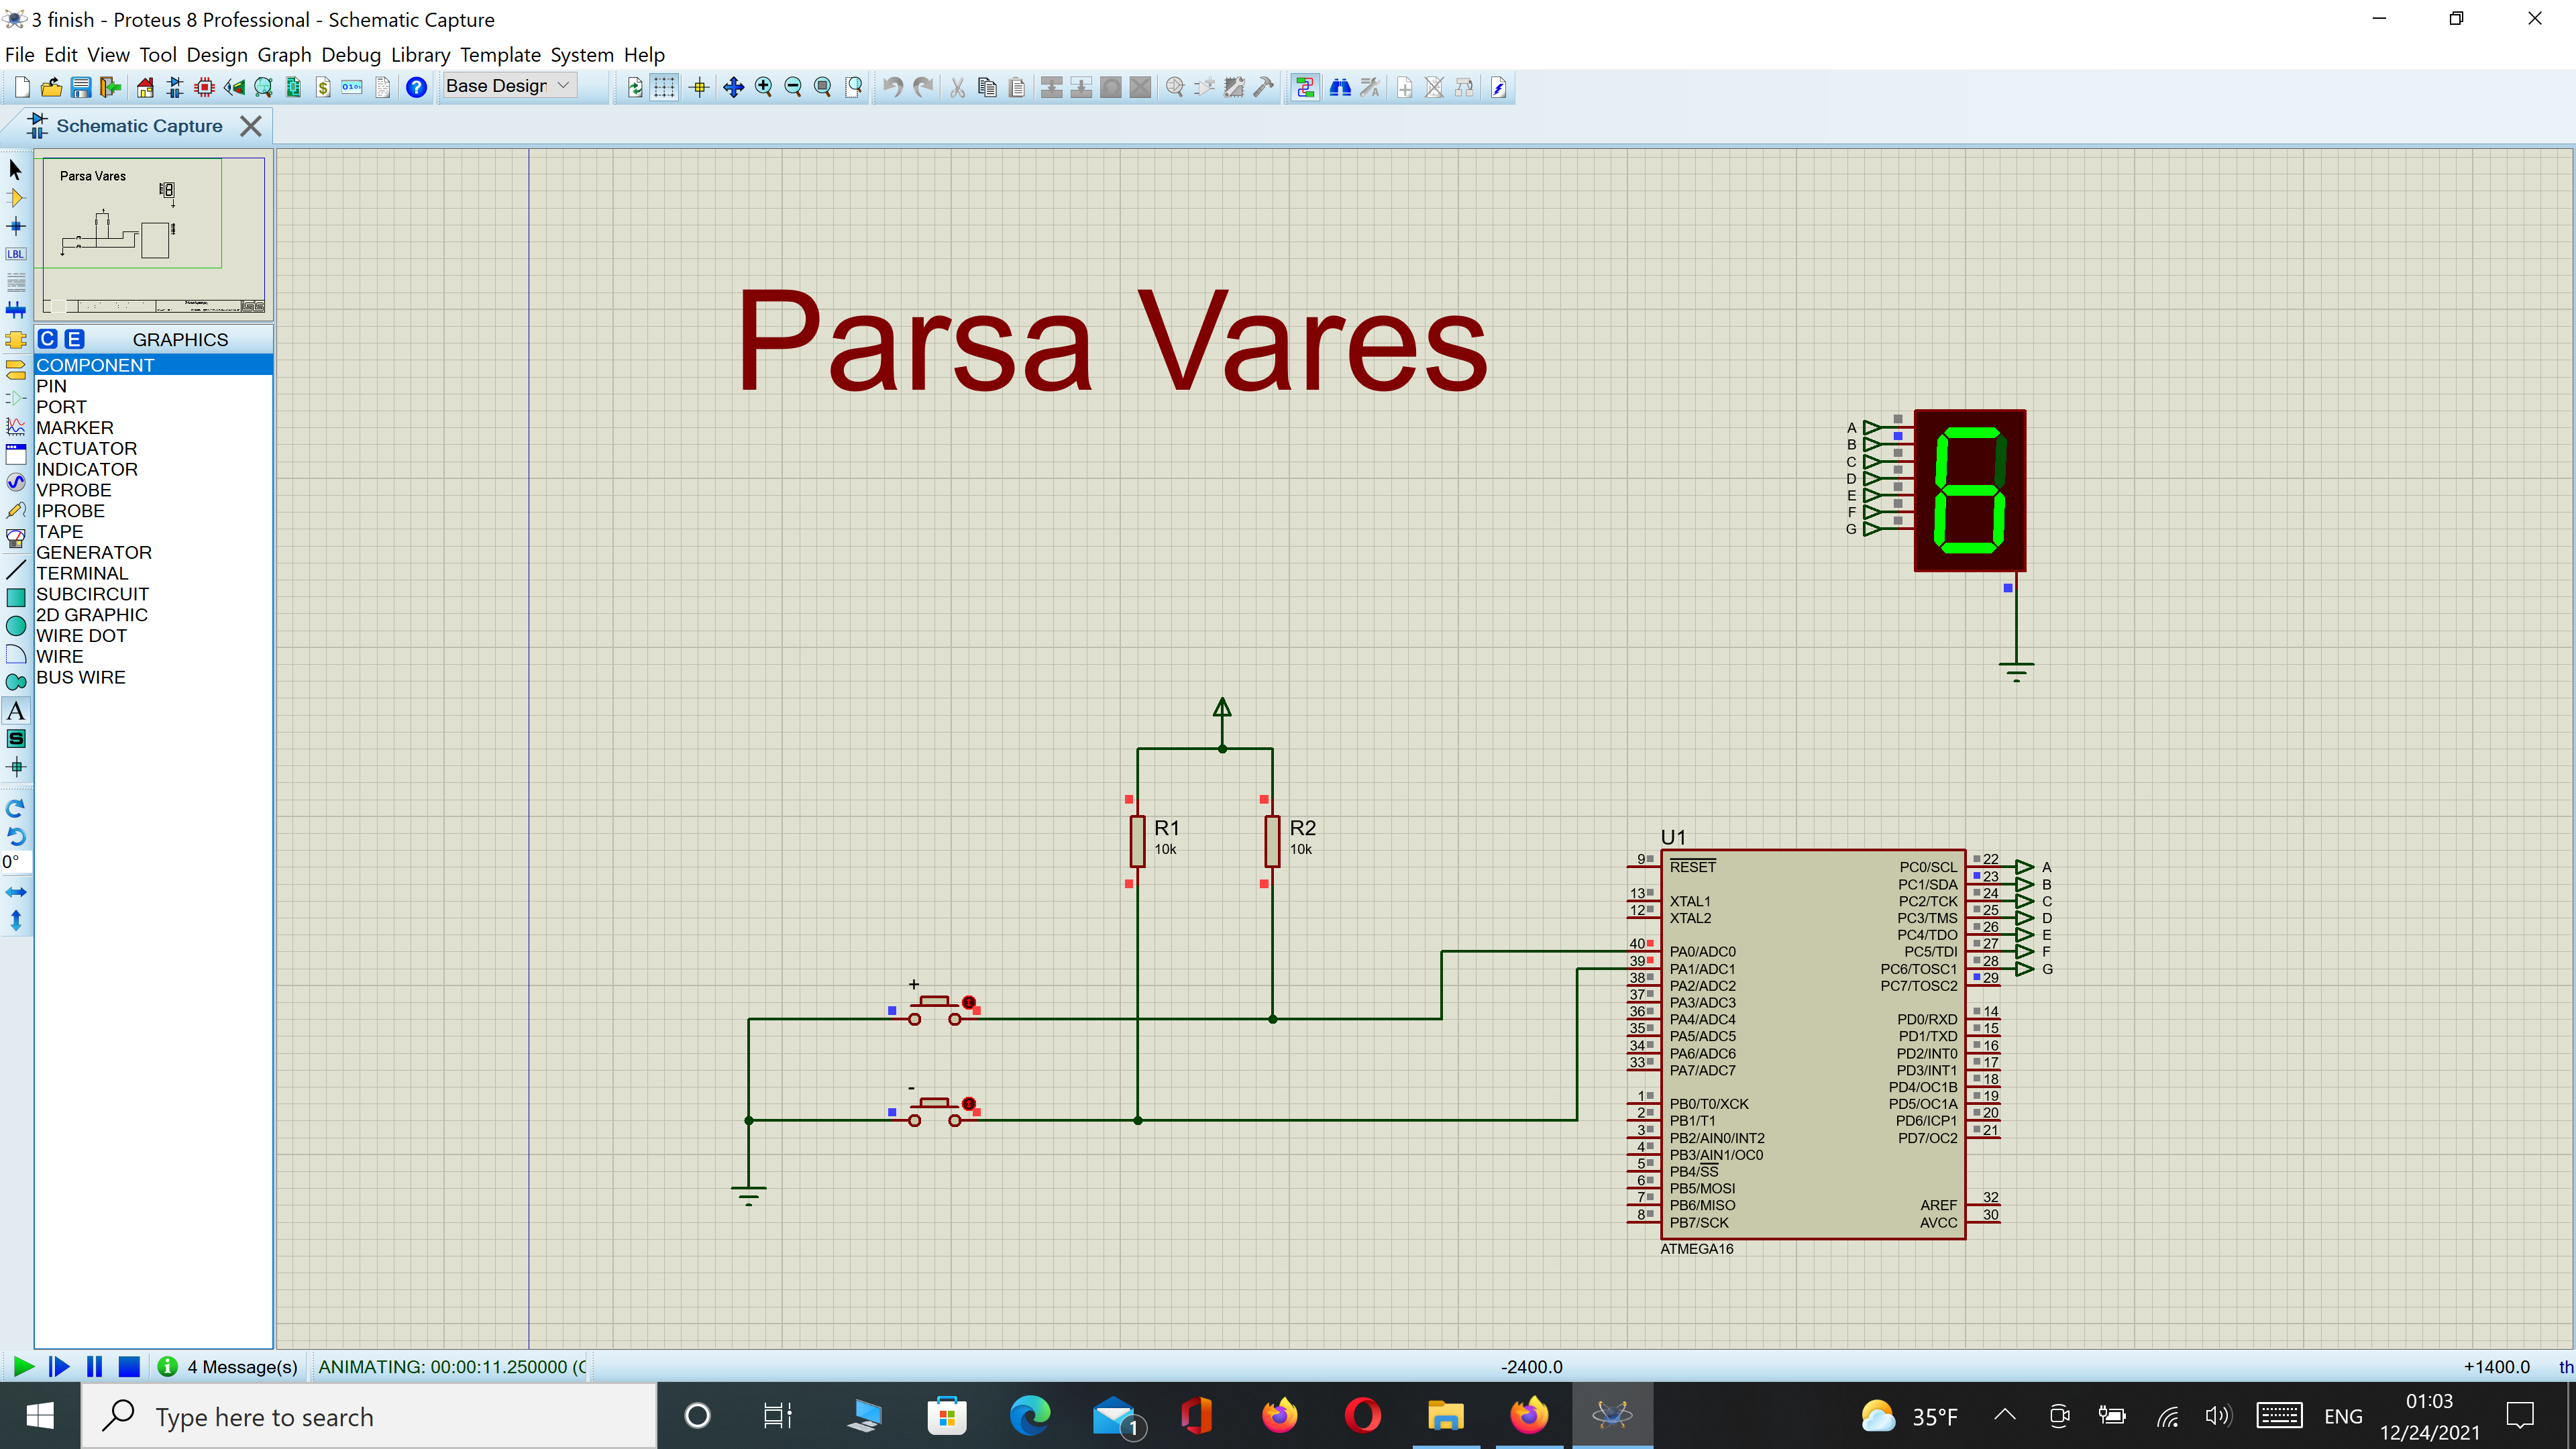 3 finish - Proteus 8 Professional - Schematic Capture
File Edit View Tool Design Graph Debug Library Template System Help
Base Design
Schematic Capture
Parsa Vares
C E GRAPHICS
COMPONENT
PIN
PORT
MARKER
ACTUATOR
INDICATOR
VPROBE
IPROBE
TAPE
GENERATOR
TERMINAL
SUBCIRCUIT
2D GRAPHIC
WIRE DOT
WIRE
BUS WIRE
LBL
A
S
0°
Parsa Vares
A
B
C
D
E
F
G
6
R1
10k
R2
10k
+
-
U1
9 RESET
13 XTAL1
12 XTAL2
40 PA0/ADC0
39 PA1/ADC1
38 PA2/ADC2
37 PA3/ADC3
36 PA4/ADC4
35 PA5/ADC5
34 PA6/ADC6
33 PA7/ADC7
1 PB0/T0/XCK
2 PB1/T1
3 PB2/AIN0/INT2
4 PB3/AIN1/OC0
5 PB4/SS
6 PB5/MOSI
7 PB6/MISO
8 PB7/SCK
PC0/SCL 22 A
PC1/SDA 23 B
PC2/TCK 24 C
PC3/TMS 25 D
PC4/TDO 26 E
PC5/TDI 27 F
PC6/TOSC1 28 G
PC7/TOSC2 29
PD0/RXD 14
PD1/TXD 15
PD2/INT0 16
PD3/INT1 17
PD4/OC1B 18
PD5/OC1A 19
PD6/ICP1 20
PD7/OC2 21
AREF 32
AVCC 30
ATMEGA16
4 Message(s) ANIMATING: 00:00:11.250000 (C -2400.0 +1400.0 th
Type here to search
1
35°F ENG 01:03
12/24/2021